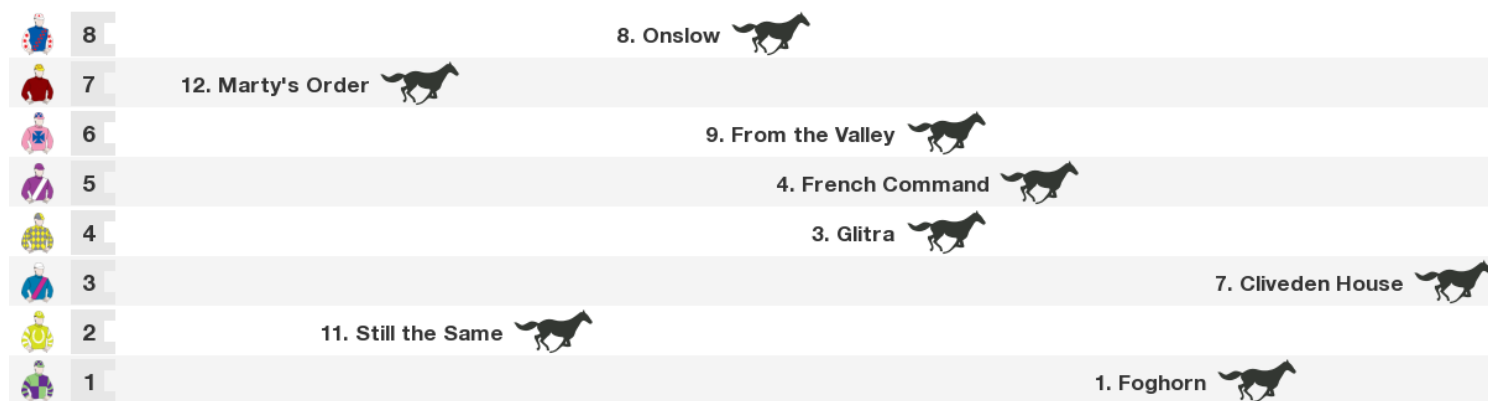 8 8. Onslow
7 12. Marty's Order
6 9. From the Valley
5 4. French Command
4 3. Glitra
3 7. Cliveden House
2 11. Still the Same
1 1. Foghorn